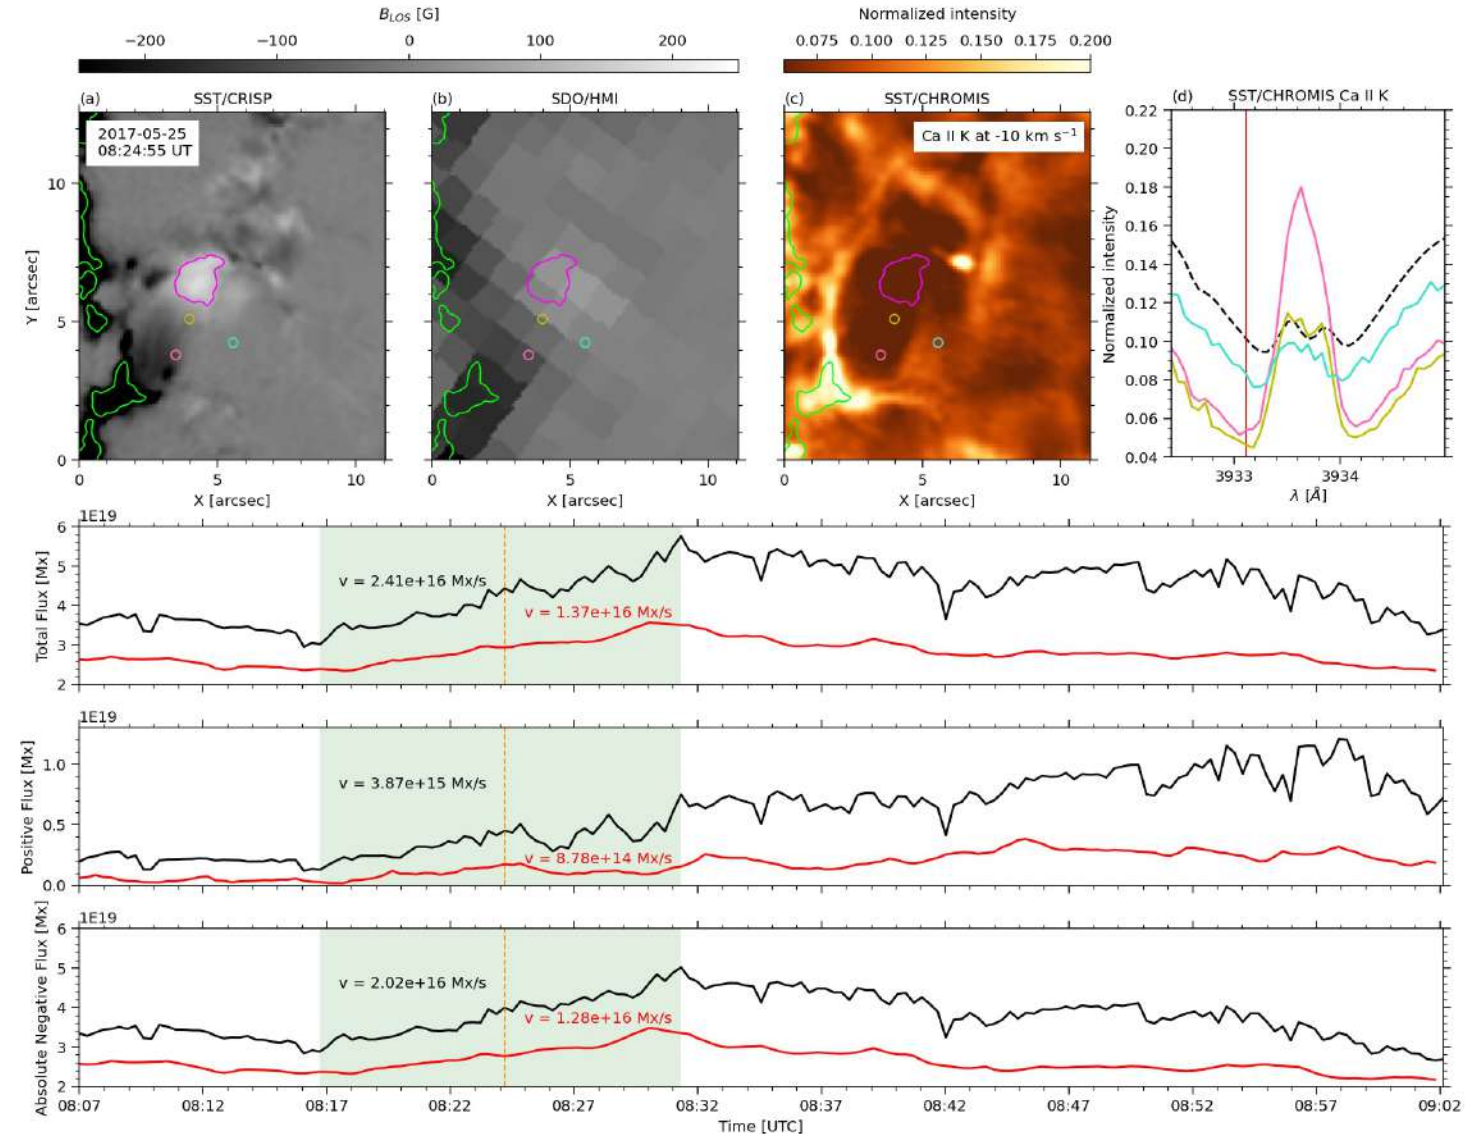 B_LOS [G]
Normalized intensity
−200 −100 0 100 200
0.075 0.100 0.125 0.150 0.175 0.200
(a) SST/CRISP
(b) SDO/HMI
(c) SST/CHROMIS
(d) SST/CHROMIS Ca II K
2017-05-25
08:24:55 UT
Ca II K at -10 km s⁻¹
Y [arcsec]
10
5
0
0 5 10
X [arcsec]
0 5 10
X [arcsec]
0 5 10
X [arcsec]
Normalized intensity
0.22
0.20
0.18
0.16
0.14
0.12
0.10
0.08
0.06
0.04
3933 3934
λ [Å]
1E19
Total Flux [Mx]
6
5
4
3
2
v = 2.41e+16 Mx/s
v = 1.37e+16 Mx/s
1E19
Positive Flux [Mx]
1.0
0.5
0.0
v = 3.87e+15 Mx/s
v = 8.78e+14 Mx/s
1E19
Absolute Negative Flux [Mx]
6
5
4
3
2
v = 2.02e+16 Mx/s
v = 1.28e+16 Mx/s
08:07 08:12 08:17 08:22 08:27 08:32 08:37 08:42 08:47 08:52 08:57 09:02
Time [UTC]